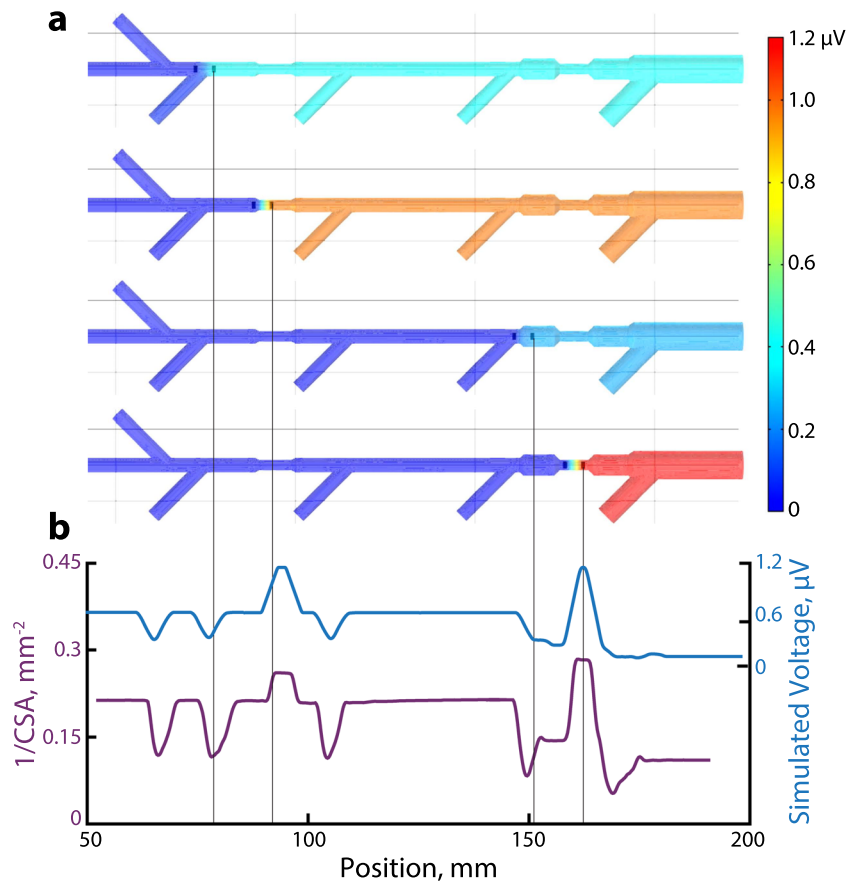 a
1.2 µV
1.0
0.8
0.6
0.4
0.2
0
b
0.45
0.3
0.15
0
1/CSA, mm⁻²
1.2
0.6
0
Simulated Voltage, µV
50
100
150
200
Position, mm